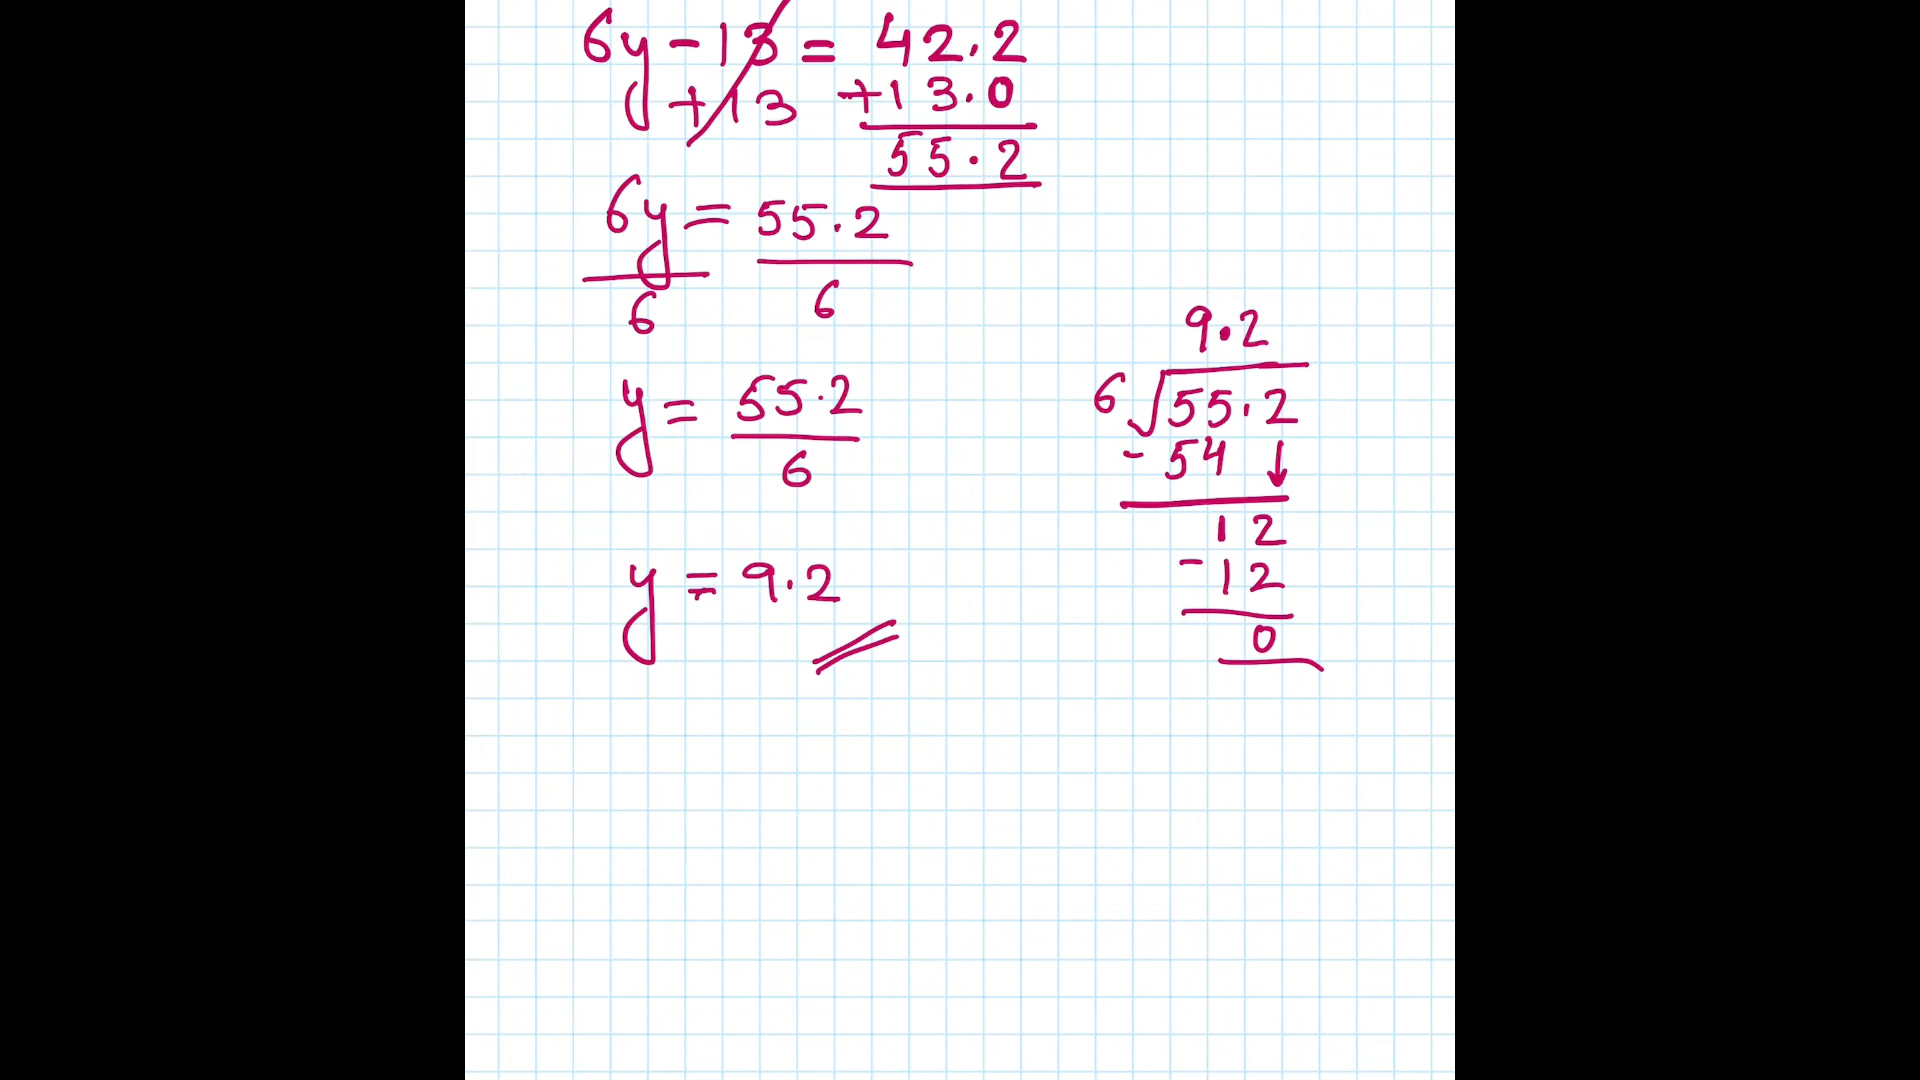 6y - 13 = 42.2
+13 +13.0
55.2
6y = 55.2
6 6
y = 55.2
6
y = 9.2
9.2
6 √55.2
- 54 ↓
12
- 12
0